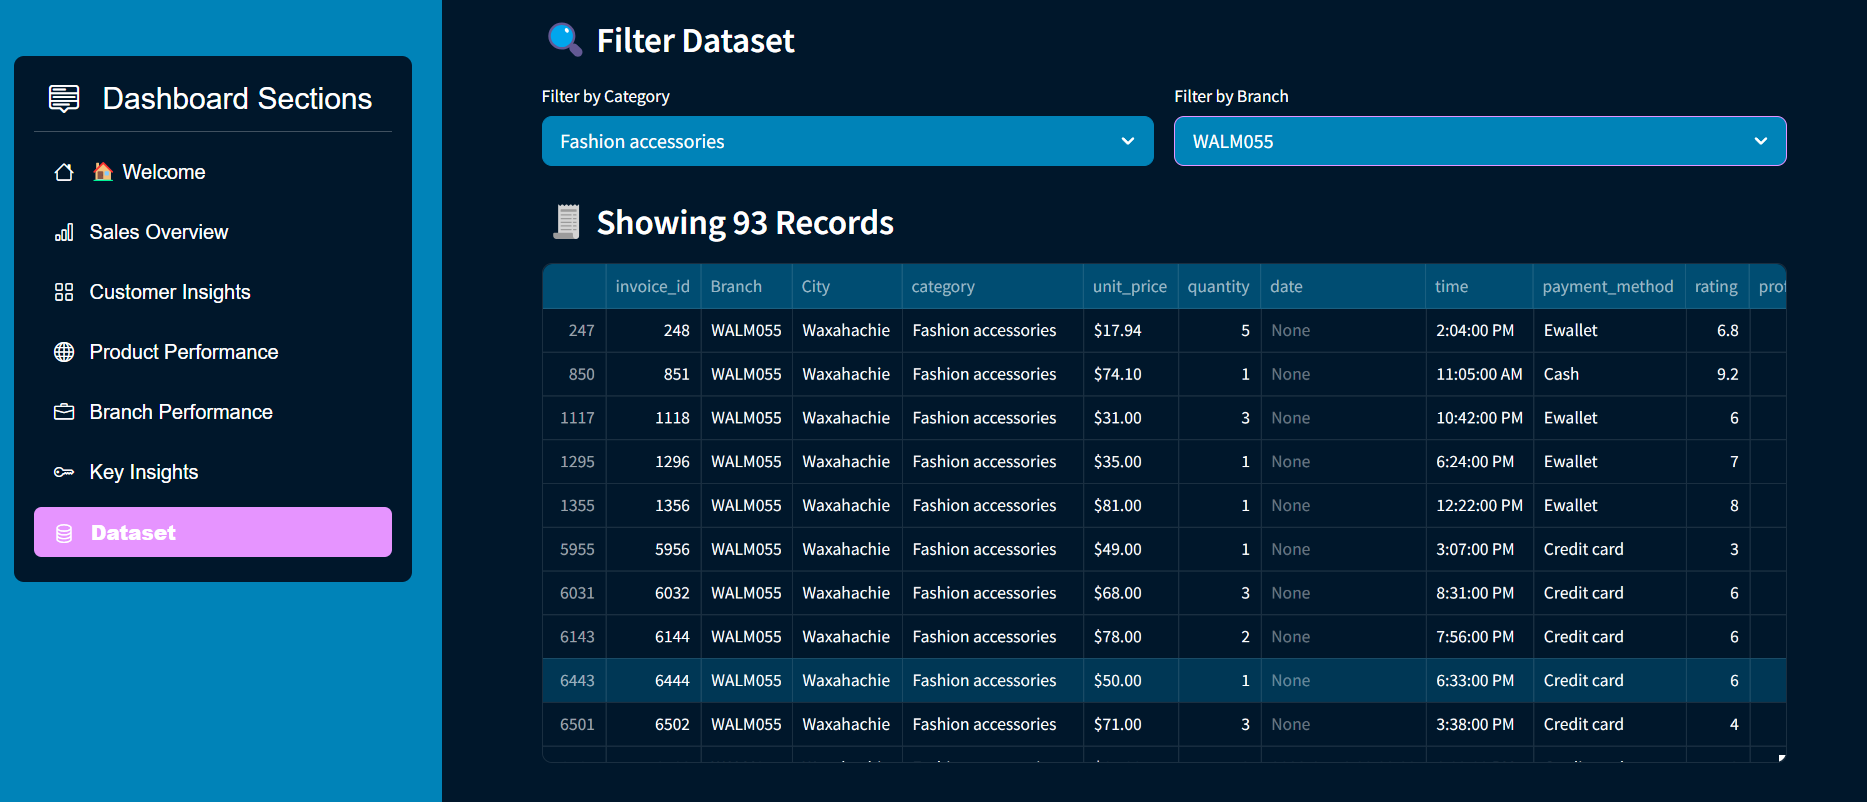 Dashboard Sections
Welcome
Sales Overview
Customer Insights
Product Performance
Branch Performance
Key Insights
Dataset
Filter Dataset
Filter by Category
Filter by Branch
Fashion accessories
WALM055
Showing 93 Records
invoice_id Branch City category unit_price quantity date time payment_method rating
247 248 WALM055 Waxahachie Fashion accessories $17.94 5 None 2:04:00 PM Ewallet 6.8
850 851 WALM055 Waxahachie Fashion accessories $74.10 1 None 11:05:00 AM Cash 9.2
1117 1118 WALM055 Waxahachie Fashion accessories $31.00 3 None 10:42:00 PM Ewallet 6
1295 1296 WALM055 Waxahachie Fashion accessories $35.00 1 None 6:24:00 PM Ewallet 7
1355 1356 WALM055 Waxahachie Fashion accessories $81.00 1 None 12:22:00 PM Ewallet 8
5955 5956 WALM055 Waxahachie Fashion accessories $49.00 1 None 3:07:00 PM Credit card 3
6031 6032 WALM055 Waxahachie Fashion accessories $68.00 3 None 8:31:00 PM Credit card 6
6143 6144 WALM055 Waxahachie Fashion accessories $78.00 2 None 7:56:00 PM Credit card 6
6443 6444 WALM055 Waxahachie Fashion accessories $50.00 1 None 6:33:00 PM Credit card 6
6501 6502 WALM055 Waxahachie Fashion accessories $71.00 3 None 3:38:00 PM Credit card 4